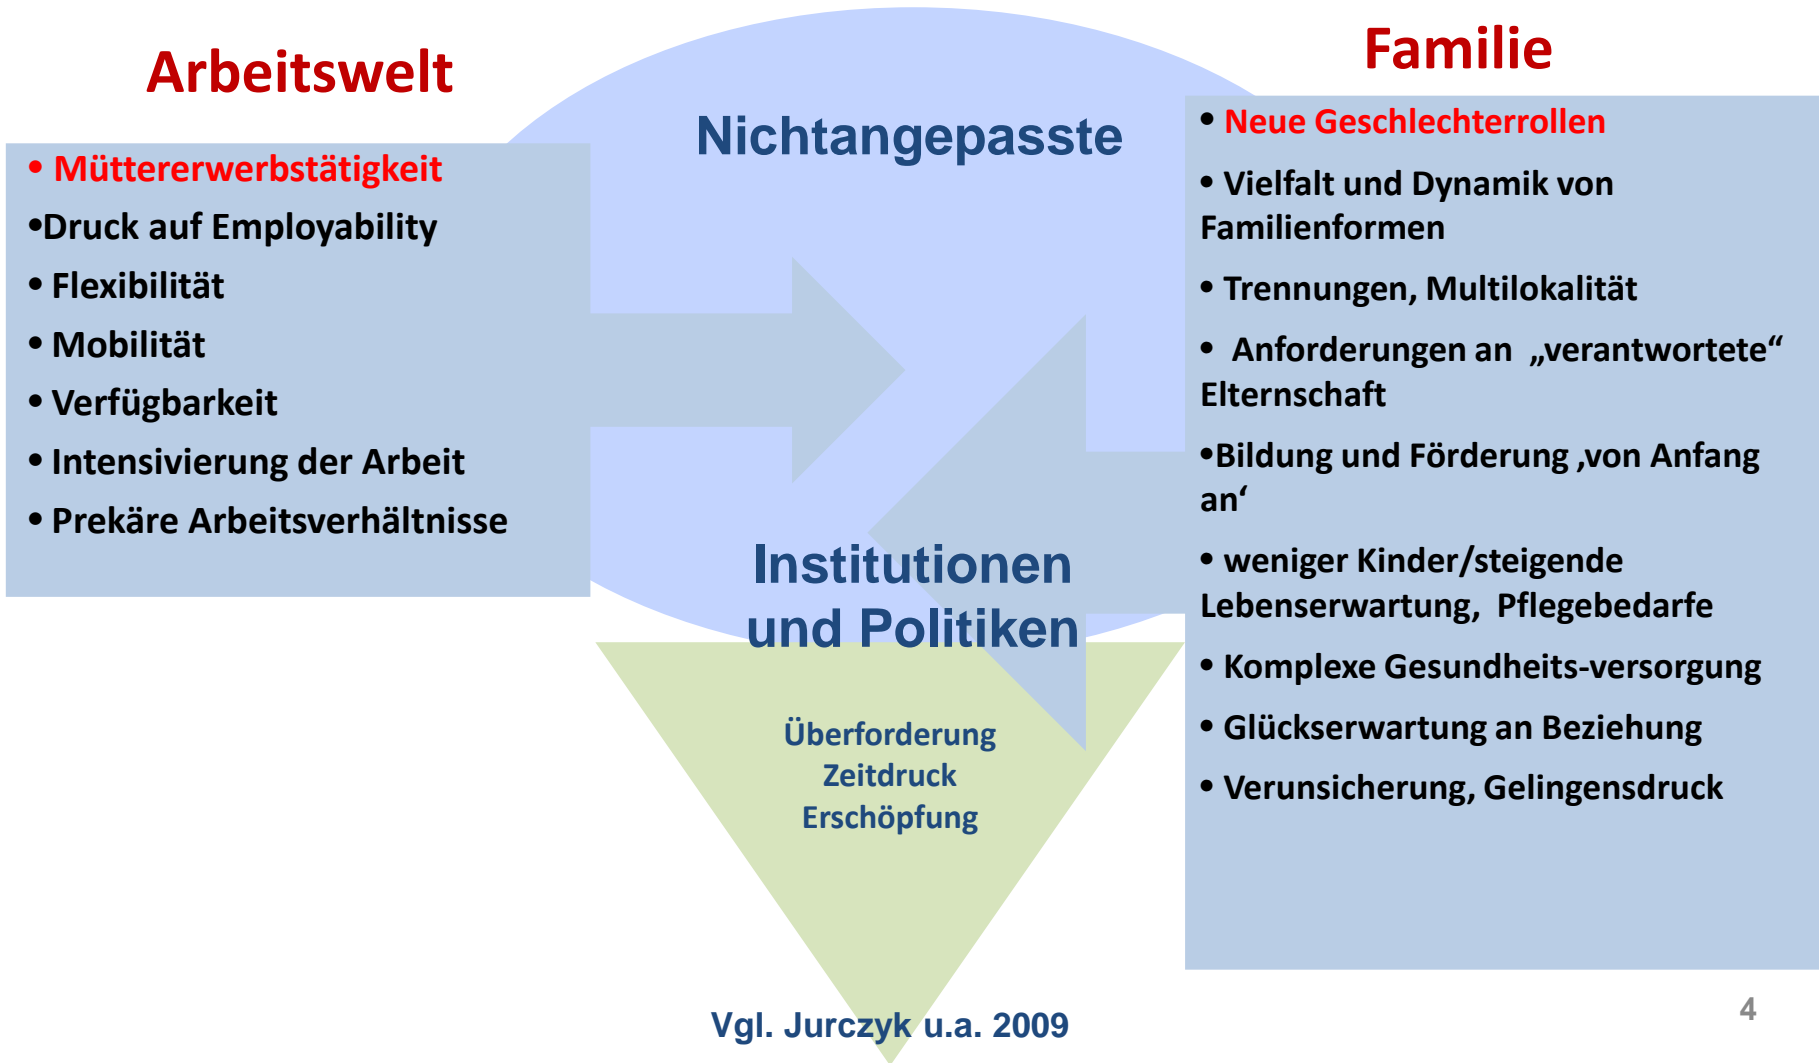 Arbeitswelt
• Müttererwerbstätigkeit
•Druck auf Employability
• Flexibilität
• Mobilität
• Verfügbarkeit
• Intensivierung der Arbeit
• Prekäre Arbeitsverhältnisse
Nichtangepasste
Institutionen
und Politiken
Überforderung
Zeitdruck
Erschöpfung
Familie
• Neue Geschlechterrollen
• Vielfalt und Dynamik von
Familienformen
• Trennungen, Multilokalität
• Anforderungen an „verantwortete“
Elternschaft
•Bildung und Förderung ‚von Anfang
an‘
• weniger Kinder/steigende
Lebenserwartung, Pflegebedarfe
• Komplexe Gesundheits-versorgung
• Glückserwartung an Beziehung
• Verunsicherung, Gelingensdruck
Vgl. Jurczyk u.a. 2009
4